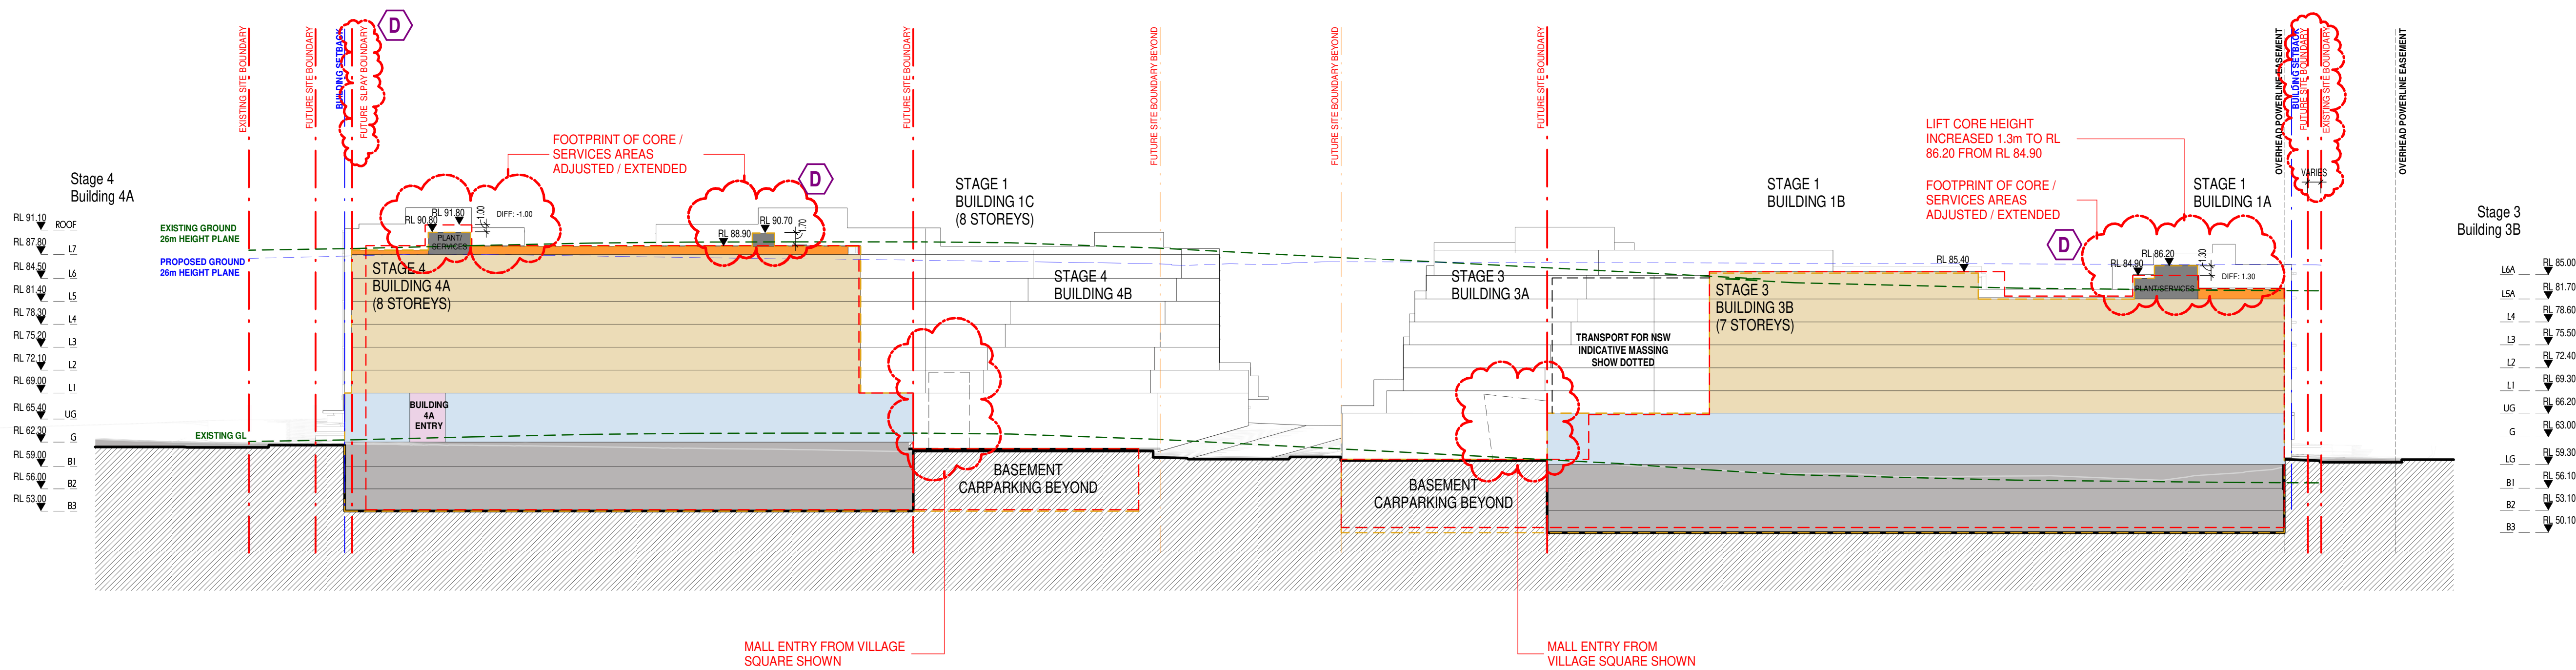 EXISTING SITE BOUNDARY
FUTURE SITE BOUNDARY
BUILDING SETBACK
FUTURE SLPAY BOUNDARY
D
FUTURE SITE BOUNDARY
FUTURE SITE BOUNDARY BEYOND
FUTURE SITE BOUNDARY BEYOND
FUTURE SITE BOUNDARY
OVERHEAD POWERLINE EASEMENT
BUILDING SETBACK
FUTURE SITE BOUNDARY
EXISTING SITE BOUNDARY
OVERHEAD POWERLINE EASEMENT
VARIES
FOOTPRINT OF CORE /
SERVICES AREAS
ADJUSTED / EXTENDED
D
LIFT CORE HEIGHT
INCREASED 1.3m TO RL
86.20 FROM RL 84.90
FOOTPRINT OF CORE /
SERVICES AREAS
ADJUSTED / EXTENDED
D
Stage 4
Building 4A
RL 91.10 ROOF
RL 87.80 L7
RL 84.50 L6
RL 81.40 L5
RL 78.30 L4
RL 75.20 L3
RL 72.10 L2
RL 69.00 L1
RL 65.40 UG
RL 62.30 G
RL 59.00 B1
RL 56.00 B2
RL 53.00 B3
EXISTING GROUND
26m HEIGHT PLANE
PROPOSED GROUND
26m HEIGHT PLANE
EXISTING GL
RL 90.80
RL 91.80
-1.00
DIFF: -1.00
PLANT/
SERVICES
RL 88.90
RL 90.70
1.70
STAGE 4
BUILDING 4A
(8 STOREYS)
BUILDING
4A
ENTRY
STAGE 1
BUILDING 1C
(8 STOREYS)
STAGE 4
BUILDING 4B
BASEMENT
CARPARKING BEYOND
STAGE 3
BUILDING 3A
BASEMENT
CARPARKING BEYOND
TRANSPORT FOR NSW
INDICATIVE MASSING
SHOW DOTTED
STAGE 3
BUILDING 3B
(7 STOREYS)
STAGE 1
BUILDING 1B
RL 85.40
STAGE 1
BUILDING 1A
RL 84.90
RL 86.20
1.30
DIFF: 1.30
PLANT/SERVICES
Stage 3
Building 3B
L6A RL 85.00
L5A RL 81.70
L4 RL 78.60
L3 RL 75.50
L2 RL 72.40
L1 RL 69.30
UG RL 66.20
G RL 63.00
LG RL 59.30
B1 RL 56.10
B2 RL 53.10
B3 RL 50.10
MALL ENTRY FROM VILLAGE
SQUARE SHOWN
MALL ENTRY FROM
VILLAGE SQUARE SHOWN